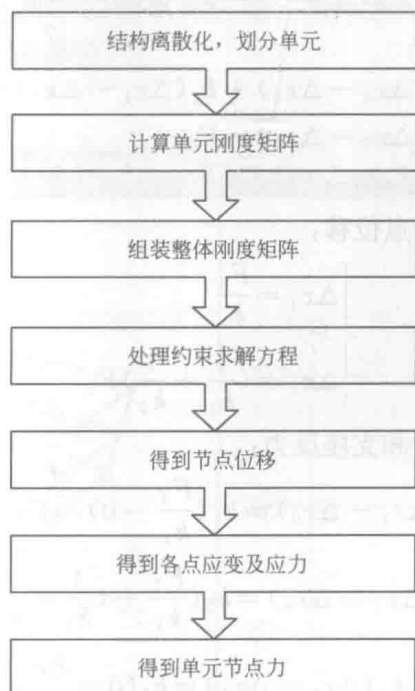 结构离散化，划分单元
计算单元刚度矩阵
组装整体刚度矩阵
处理约束求解方程
得到节点位移
得到各点应变及应力
得到单元节点力